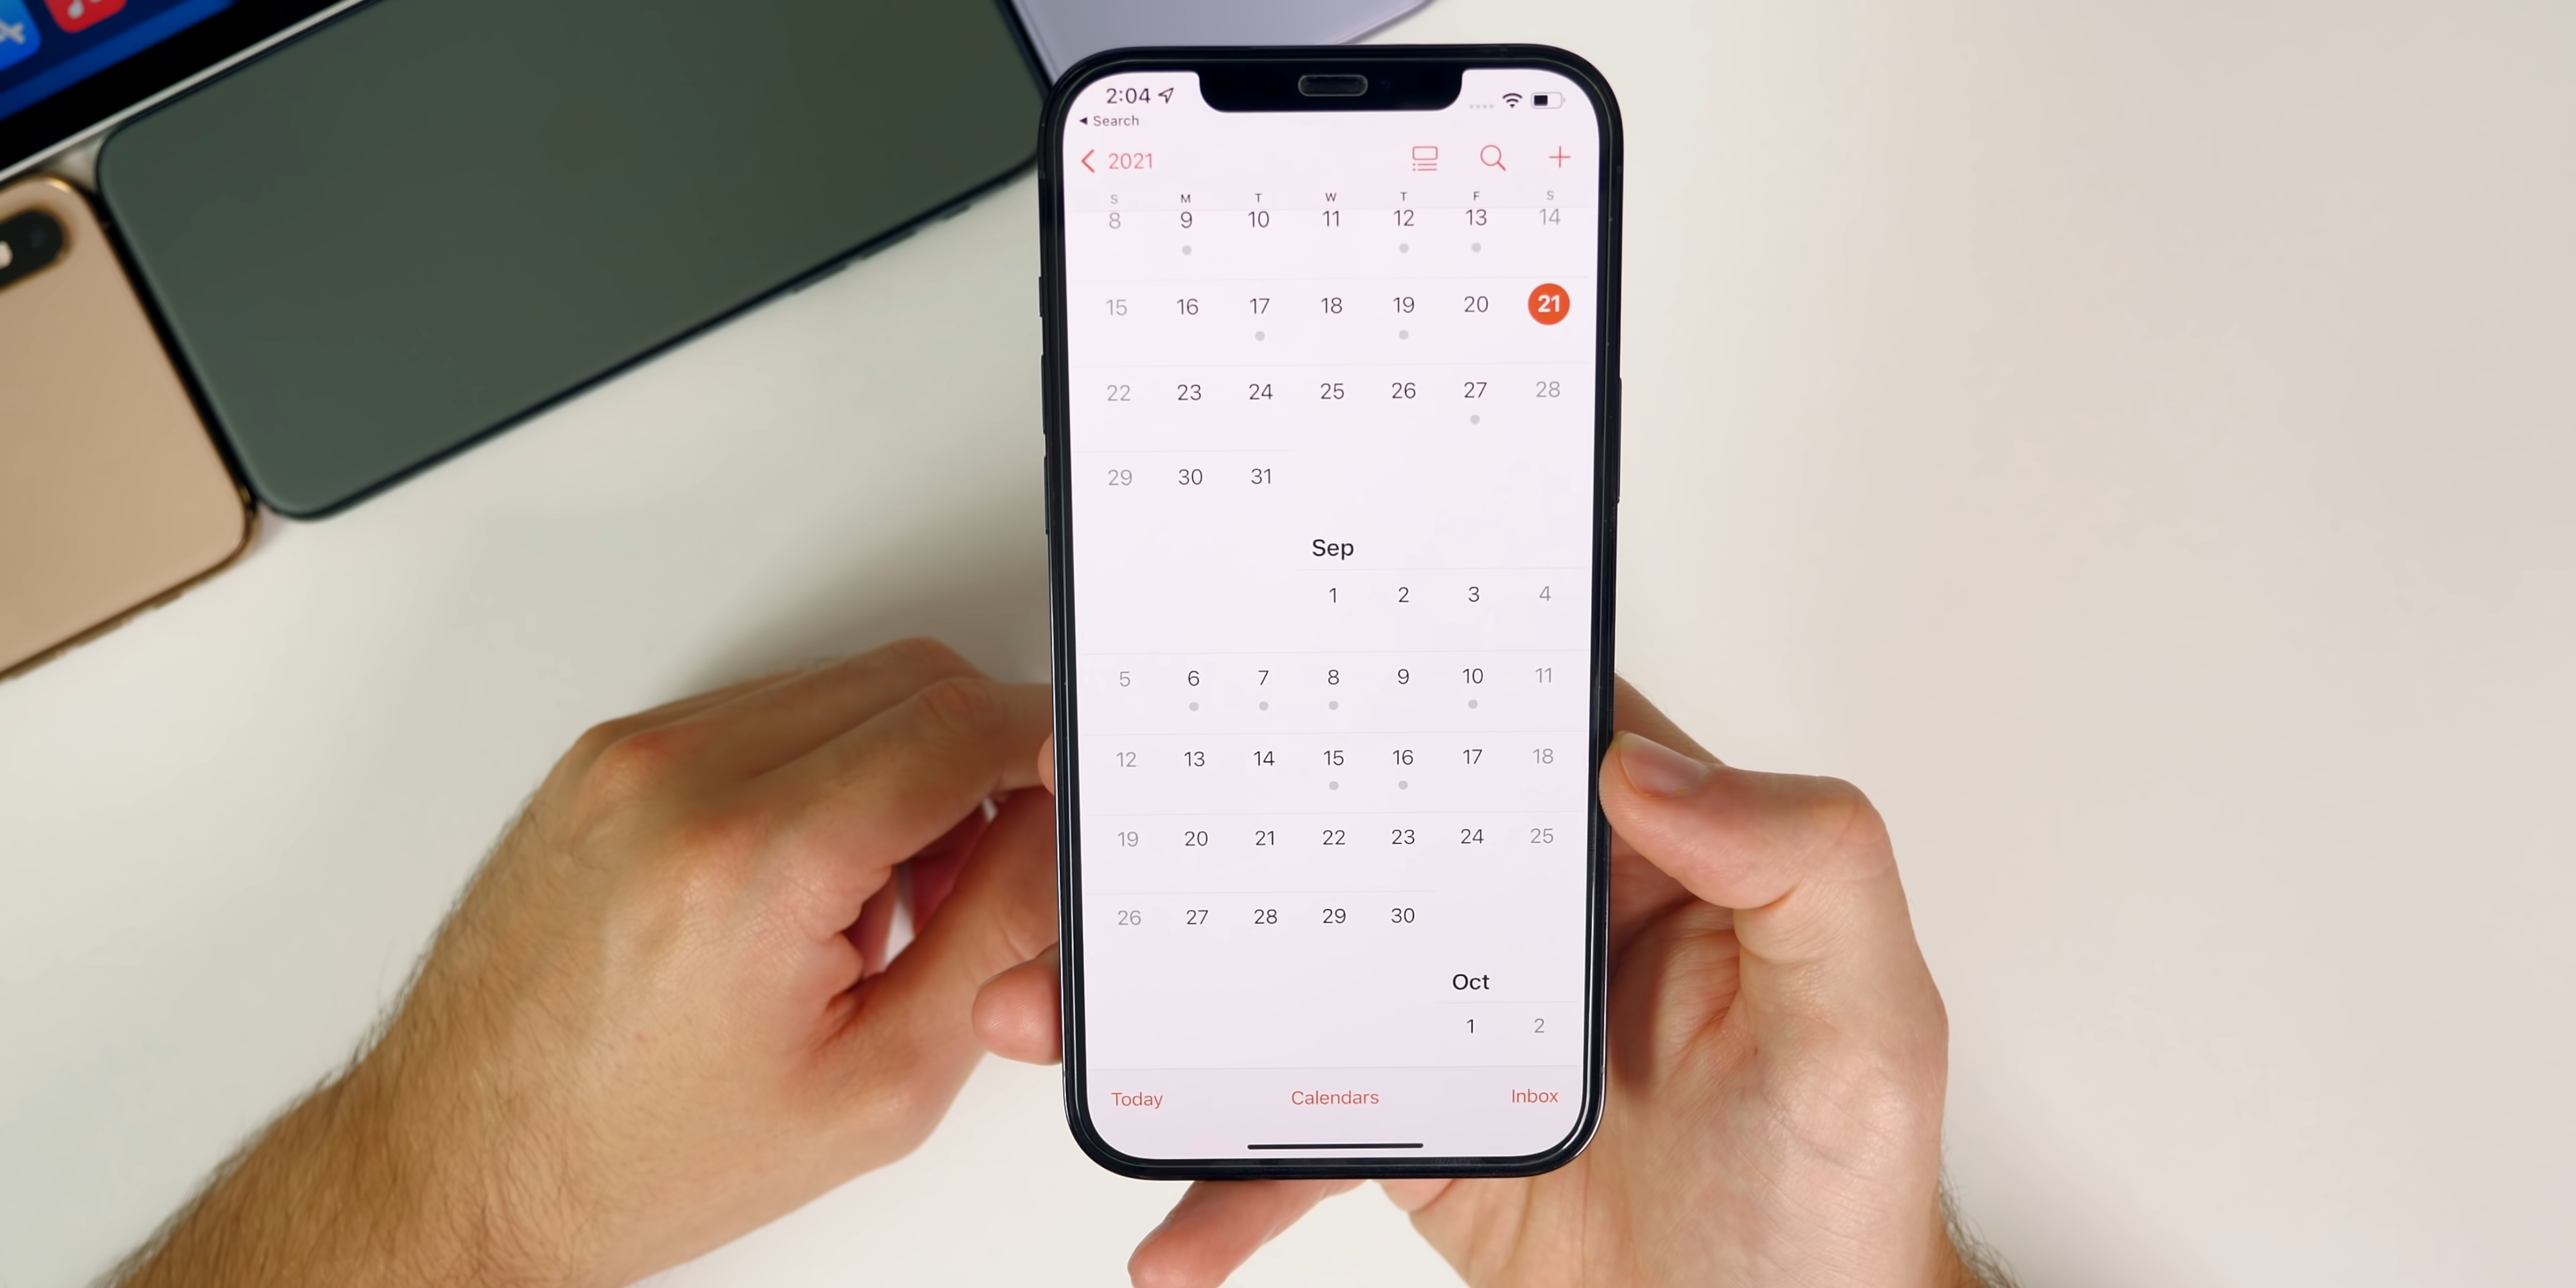 2:04
◀ Search
2021
S M T W T F S
8 9 10 11 12 13 14
15 16 17 18 19 20 21
22 23 24 25 26 27 28
29 30 31
Sep
1 2 3 4
5 6 7 8 9 10 11
12 13 14 15 16 17 18
19 20 21 22 23 24 25
26 27 28 29 30
Oct
1 2
Today Calendars Inbox